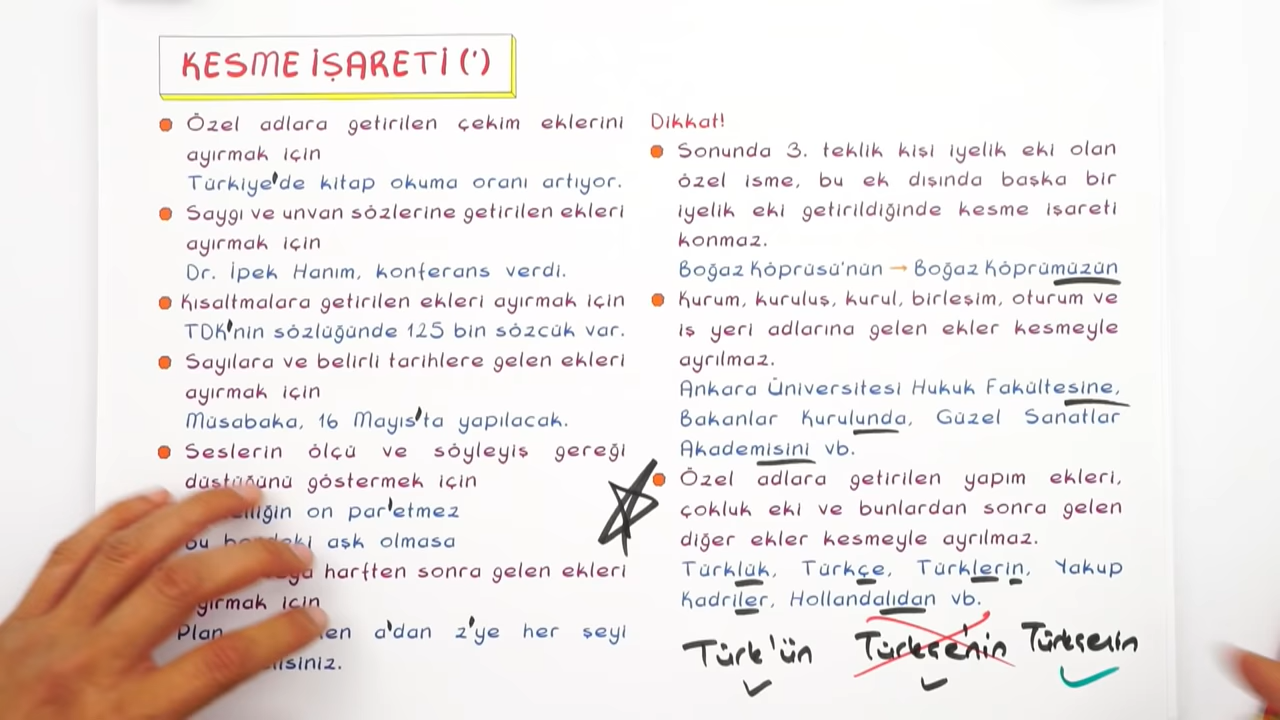 KESME İŞARETİ (')
Özel adlara getirilen çekim eklerini
ayırmak için
Türkiye'de kitap okuma oranı artıyor.
Saygı ve unvan sözlerine getirilen ekleri
ayırmak için
Dr. İpek Hanım, konferans verdi.
Kısaltmalara getirilen ekleri ayırmak için
TDK'nin sözlüğünde 125 bin sözcük var.
Sayılara ve belirli tarihlere gelen ekleri
ayırmak için
Müsabaka, 16 Mayıs'ta yapılacak.
Seslerin ölçü ve söyleyiş gereği
düştüğünü göstermek için
on par'etmez
aşk olmasa
harften sonra gelen ekleri
ayırmak için
Plan a'dan z'ye her şeyi
Dikkat!
Sonunda 3. teklik kişi iyelik eki olan
özel isme, bu ek dışında başka bir
iyelik eki getirildiğinde kesme işareti
konmaz.
Boğaz Köprüsü'nün → Boğaz Köprümüzün
Kurum, kuruluş, kurul, birleşim, oturum ve
iş yeri adlarına gelen ekler kesmeyle
ayrılmaz.
Ankara Üniversitesi Hukuk Fakültesine,
Bakanlar Kurulunda, Güzel Sanatlar
Akademisini vb.
Özel adlara getirilen yapım ekleri,
çokluk eki ve bunlardan sonra gelen
diğer ekler kesmeyle ayrılmaz.
Türklük, Türkçe, Türklerin, Yakup
Kadriler, Hollandalıdan vb.
Türk'ün Türkçe'nin Türkçenin